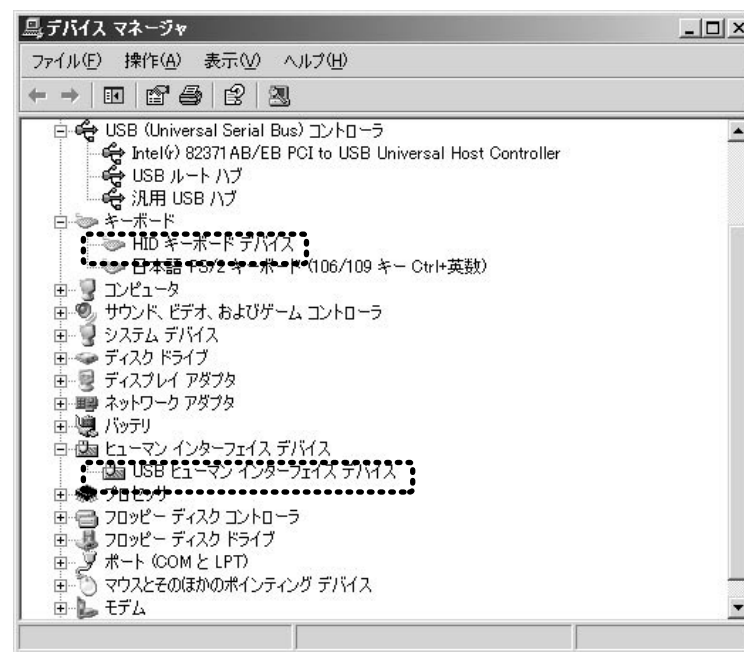 デバイス マネージャ
ファイル(F) 操作(A) 表示(V) ヘルプ(H)
USB (Universal Serial Bus) コントローラ
Intel(r) 82371AB/EB PCI to USB Universal Host Controller
USB ルート ハブ
汎用 USB ハブ
キーボード
HID キーボード デバイス
日本語 PS/2 キーボード (106/109 キー Ctrl+英数)
コンピュータ
サウンド、ビデオ、およびゲーム コントローラ
システム デバイス
ディスク ドライブ
ディスプレイ アダプタ
ネットワーク アダプタ
バッテリ
ヒューマン インターフェイス デバイス
USB ヒューマン インターフェイス デバイス
プロセッサ
フロッピー ディスク コントローラ
フロッピー ディスク ドライブ
ポート (COM と LPT)
マウスとそのほかのポインティング デバイス
モデム